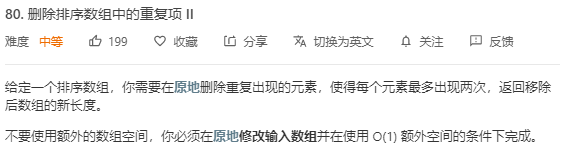 80. 删除排序数组中的重复项 II
难度 中等 199 收藏 分享 切换为英文 关注 反馈
给定一个排序数组，你需要在原地删除重复出现的元素，使得每个元素最多出现两次，返回移除
后数组的新长度。
不要使用额外的数组空间，你必须在原地修改输入数组并在使用 O(1) 额外空间的条件下完成。